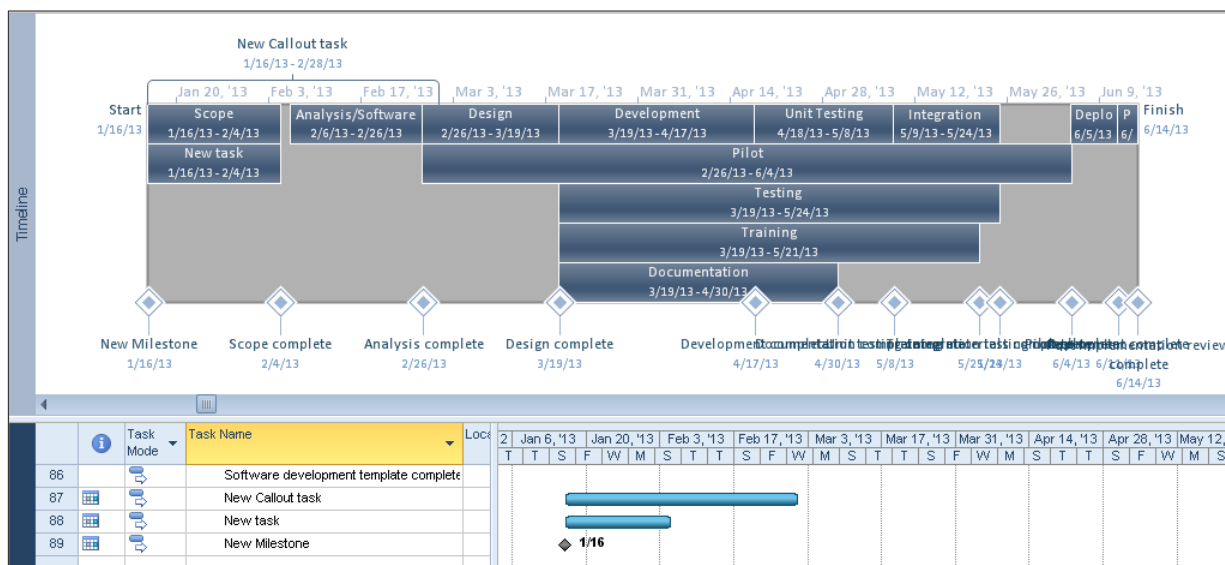 New Callout task
1/16/13 - 2/28/13
Jan 20, '13 Feb 3, '13 Feb 17, '13 Mar 3, '13 Mar 17, '13 Mar 31, '13 Apr 14, '13 Apr 28, '13 May 12, '13 May 26, '13 Jun 9, '13
Start
1/16/13
Scope
1/16/13 - 2/4/13
Analysis/Software
2/6/13 - 2/26/13
Design
2/26/13 - 3/19/13
Development
3/19/13 - 4/17/13
Unit Testing
4/18/13 - 5/8/13
Integration
5/9/13 - 5/24/13
Deplo
6/5/13
P
6/
Finish
6/14/13
New task
1/16/13 - 2/4/13
Pilot
2/26/13 - 6/4/13
Testing
3/19/13 - 5/24/13
Training
3/19/13 - 5/21/13
Documentation
3/19/13 - 4/30/13
Timeline
New Milestone
1/16/13
Scope complete
2/4/13
Analysis complete
2/26/13
Design complete
3/19/13
Development
4/17/13
4/30/13
5/8/13
5/24/13
6/4/13
review
complete
6/14/13
Task Mode
Task Name
Loca
2 Jan 6, '13 Jan 20, '13 Feb 3, '13 Feb 17, '13 Mar 3, '13 Mar 17, '13 Mar 31, '13 Apr 14, '13 Apr 28, '13 May 12,
T T S F W M S T T S F W M S T T S F W M S T T S F W M S
86 Software development template complete
87 New Callout task
88 New task
89 New Milestone
1/16